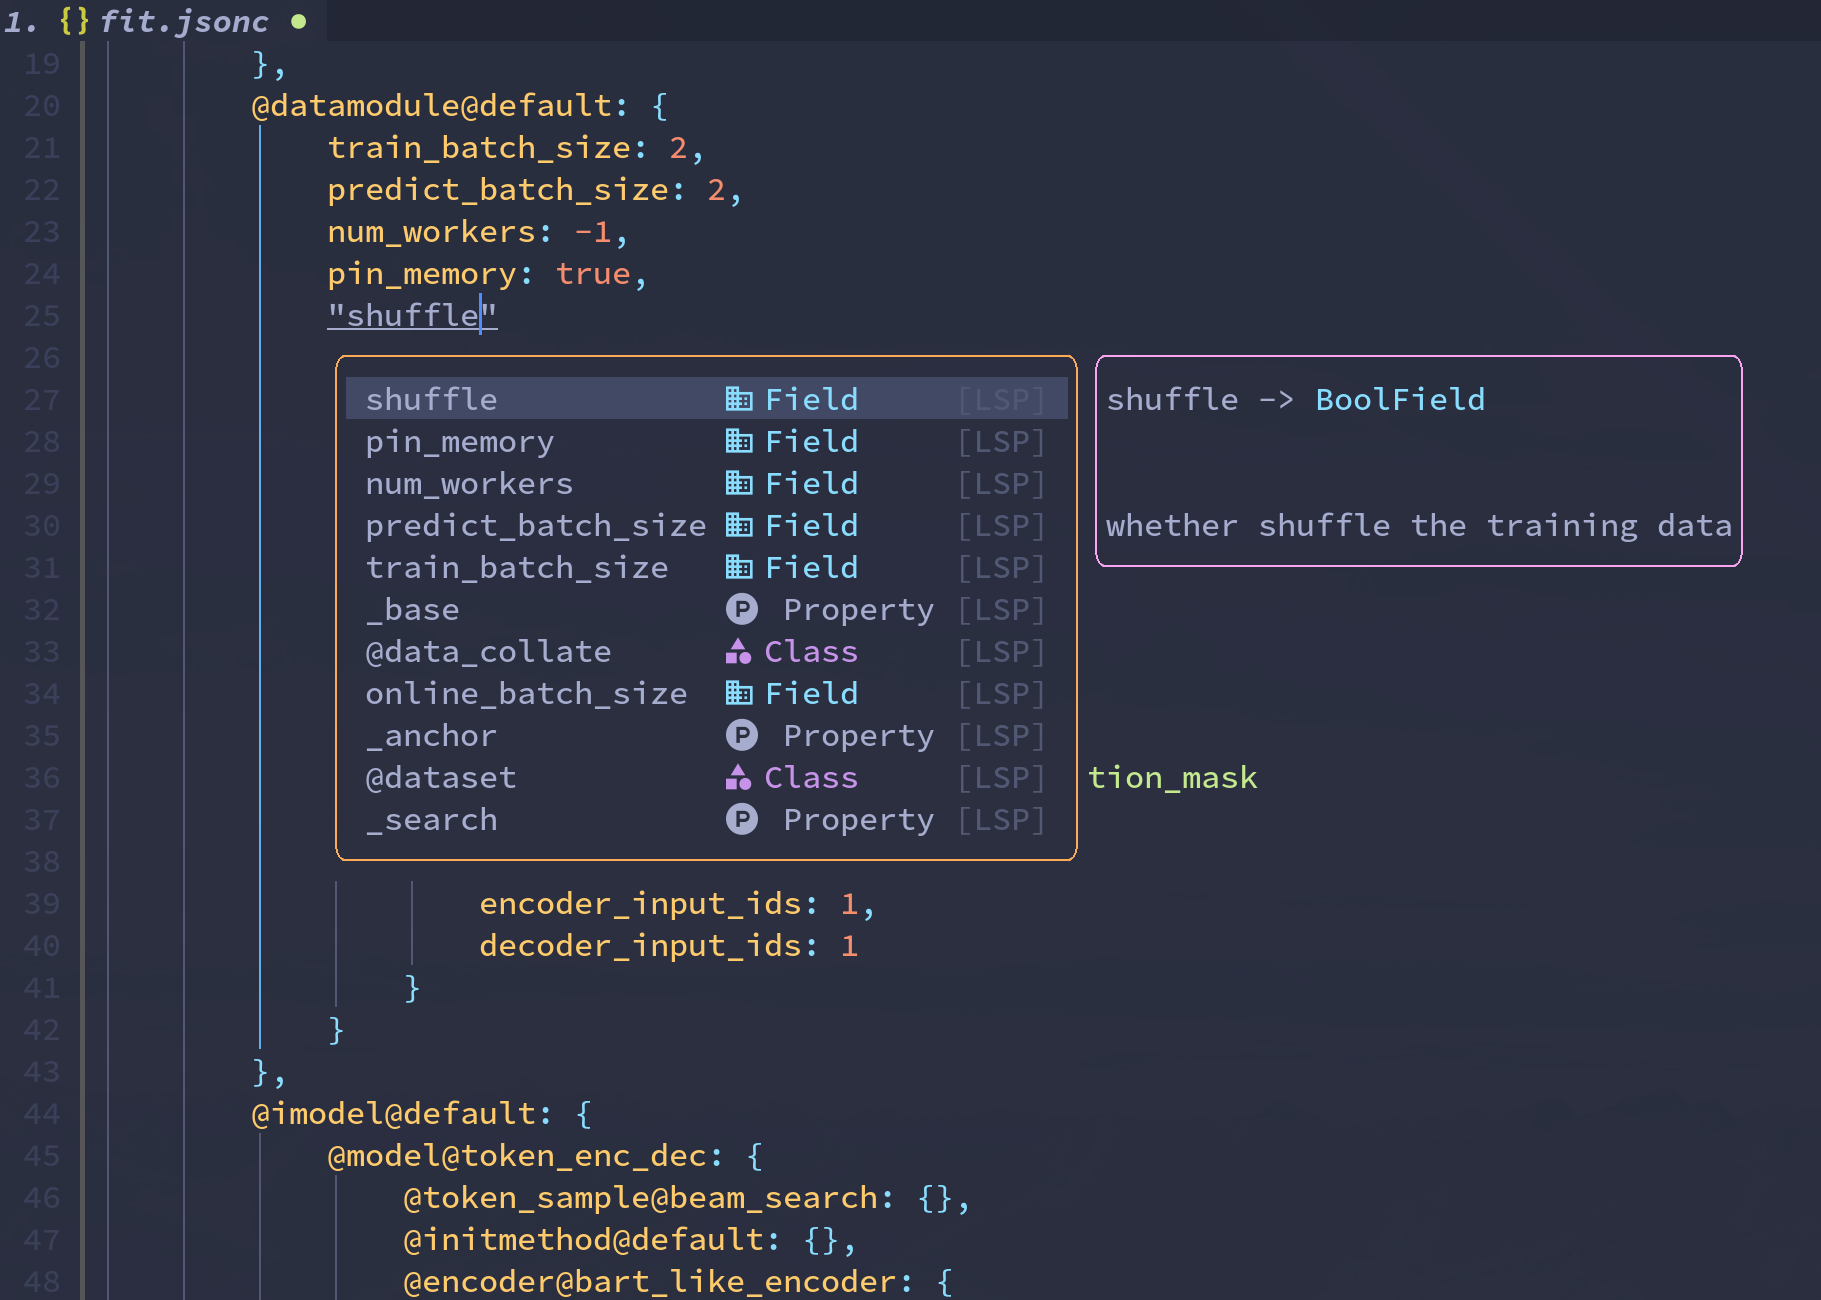 1. {} fit.jsonc ●
19 },
20 @datamodule@default: {
21 train_batch_size: 2,
22 predict_batch_size: 2,
23 num_workers: -1,
24 pin_memory: true,
25 "shuffle"
26
27 shuffle Field [LSP] shuffle -> BoolField
28 pin_memory Field [LSP]
29 num_workers Field [LSP]
30 predict_batch_size Field [LSP] whether shuffle the training data
31 train_batch_size Field [LSP]
32 _base P Property [LSP]
33 @data_collate Class [LSP]
34 online_batch_size Field [LSP]
35 _anchor P Property [LSP]
36 @dataset Class [LSP] tion_mask
37 _search P Property [LSP]
38
39 encoder_input_ids: 1,
40 decoder_input_ids: 1
41 }
42 }
43 },
44 @imodel@default: {
45 @model@token_enc_dec: {
46 @token_sample@beam_search: {},
47 @initmethod@default: {},
48 @encoder@bart_like_encoder: {